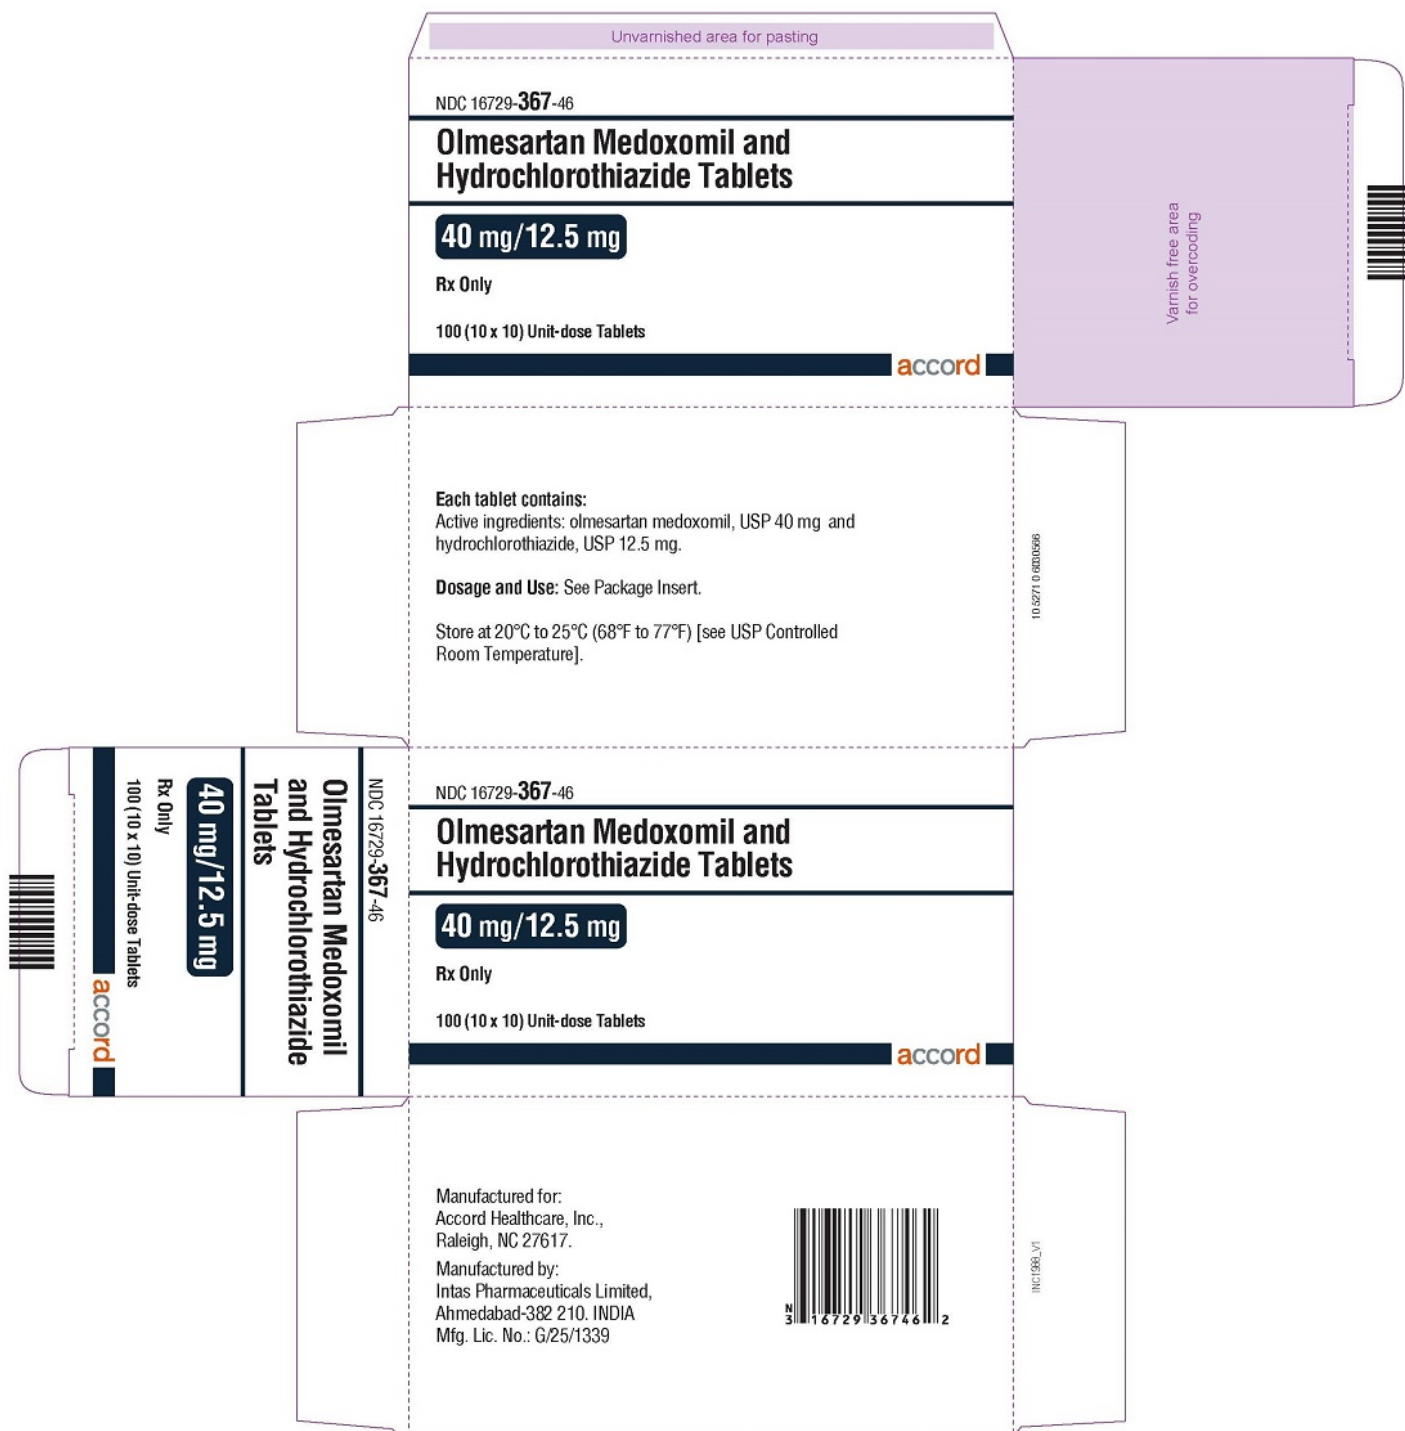 Unvarnished area for pasting
NDC 16729-367-46
Olmesartan Medoxomil and
Hydrochlorothiazide Tablets
40 mg/12.5 mg
Rx Only
100 (10 x 10) Unit-dose Tablets
accord
Varnish free area
for overcoding
Each tablet contains:
Active ingredients: olmesartan medoxomil, USP 40 mg and
hydrochlorothiazide, USP 12.5 mg.
Dosage and Use: See Package Insert.
Store at 20°C to 25°C (68°F to 77°F) [see USP Controlled
Room Temperature].
10 5271 0 6030566
NDC 16729-367-46
Olmesartan Medoxomil
and Hydrochlorothiazide
Tablets
40 mg/12.5 mg
Rx Only
100 (10 x 10) Unit-dose Tablets
accord
NDC 16729-367-46
Olmesartan Medoxomil and
Hydrochlorothiazide Tablets
40 mg/12.5 mg
Rx Only
100 (10 x 10) Unit-dose Tablets
accord
Manufactured for:
Accord Healthcare, Inc.,
Raleigh, NC 27617.
Manufactured by:
Intas Pharmaceuticals Limited,
Ahmedabad-382 210. INDIA
Mfg. Lic. No.: G/25/1339
N
3 16729 36746 2